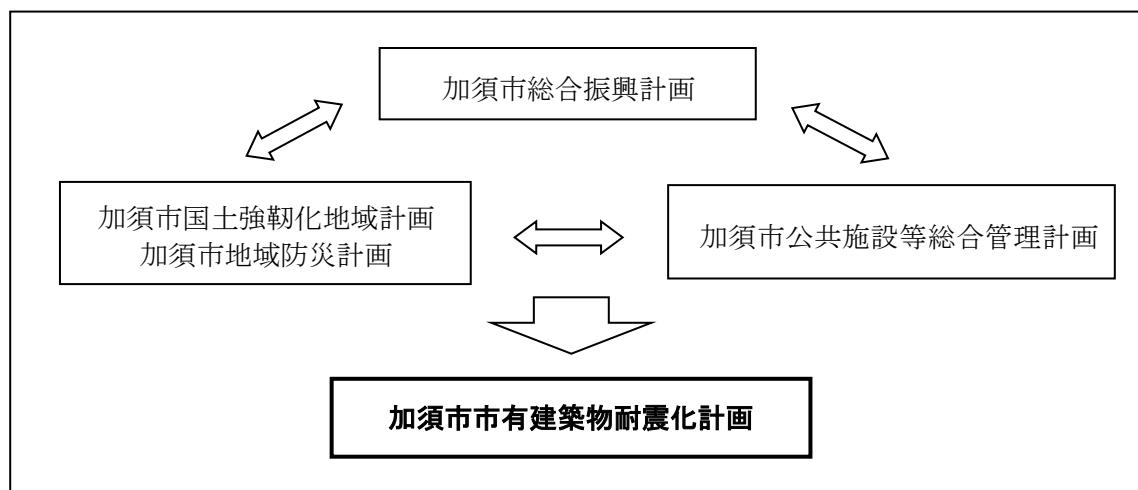 加須市総合振興計画
加須市国土強靱化地域計画
加須市地域防災計画
加須市公共施設等総合管理計画
加須市市有建築物耐震化計画